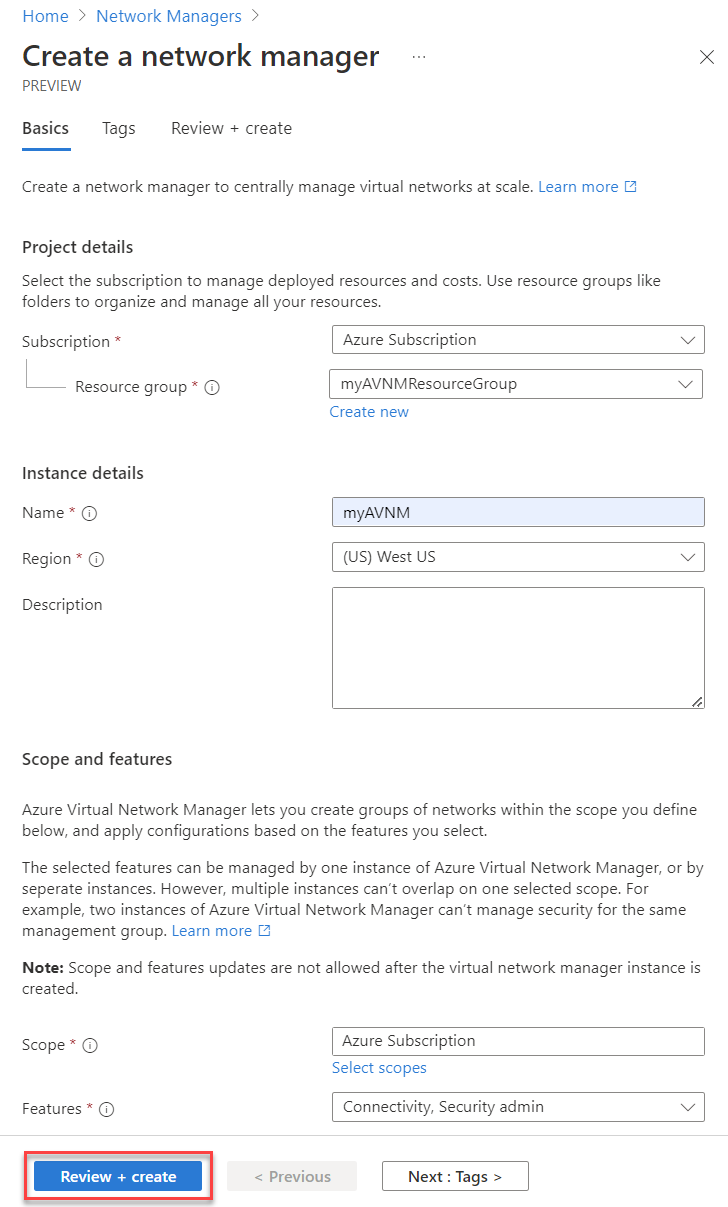 Home > Network Managers >
Create a network manager ...
PREVIEW
Basics Tags Review + create
Create a network manager to centrally manage virtual networks at scale. Learn more
Project details
Select the subscription to manage deployed resources and costs. Use resource groups like
folders to organize and manage all your resources.
Subscription * Azure Subscription
Resource group * myAVNMResourceGroup
Create new
Instance details
Name * myAVNM
Region * (US) West US
Description
Scope and features
Azure Virtual Network Manager lets you create groups of networks within the scope you define
below, and apply configurations based on the features you select.
The selected features can be managed by one instance of Azure Virtual Network Manager, or by
seperate instances. However, multiple instances can't overlap on one selected scope. For
example, two instances of Azure Virtual Network Manager can't manage security for the same
management group. Learn more
Note: Scope and features updates are not allowed after the virtual network manager instance is
created.
Scope * Azure Subscription
Select scopes
Features * Connectivity, Security admin
Review + create < Previous Next : Tags >